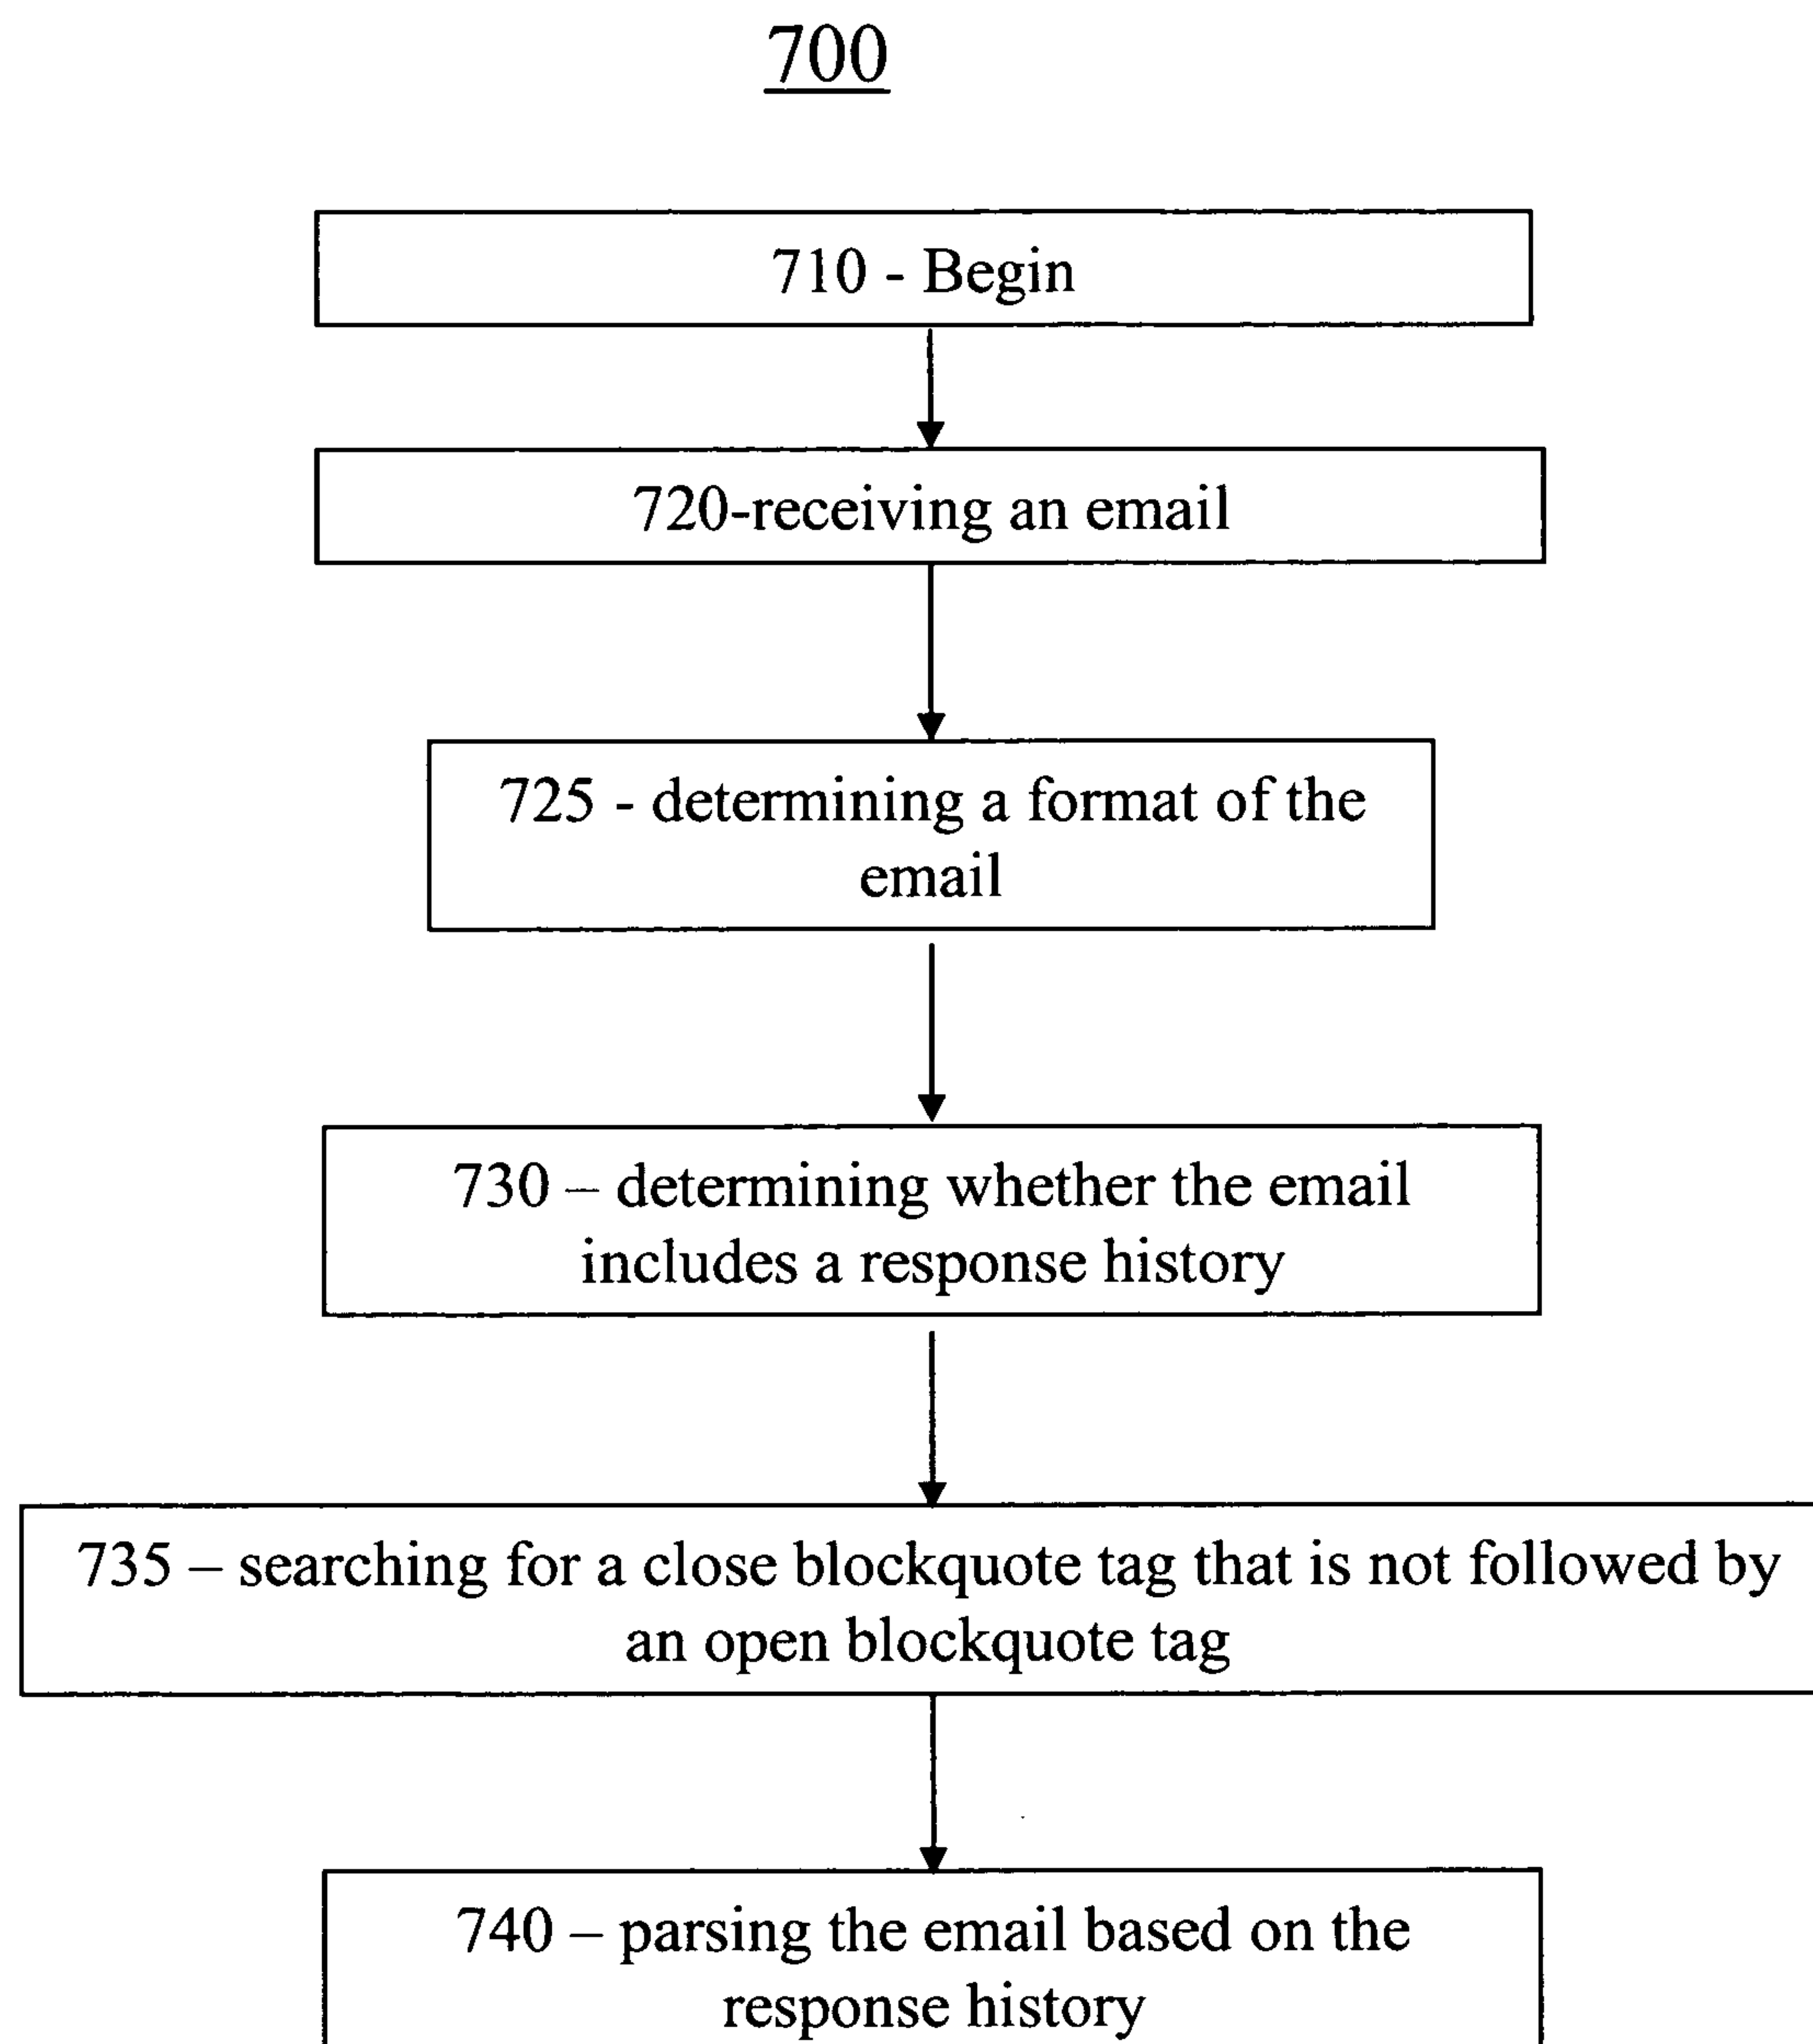 700
710 - Begin
720-receiving an email
725 - determining a format of the
email
730 – determining whether the email
includes a response history
735 – searching for a close blockquote tag that is not followed by
an open blockquote tag
740 – parsing the email based on the
response history